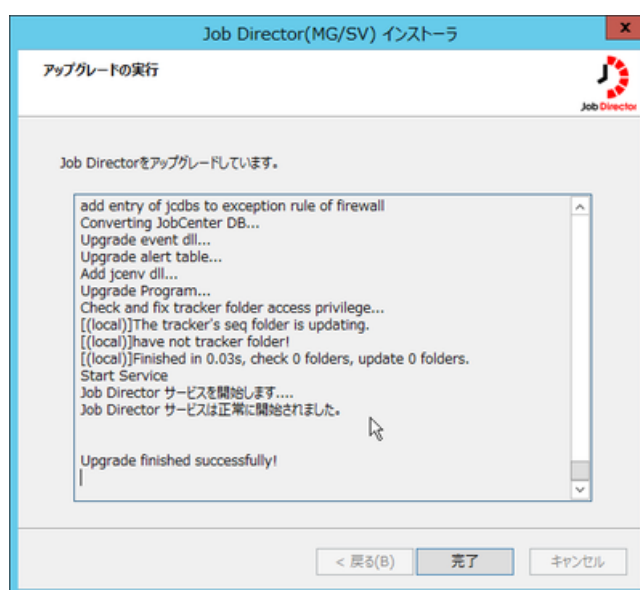 Job Director(MG/SV) インストーラ
x
アップグレードの実行
Job Director
Job Directorをアップグレードしています。
add entry of jcdbs to exception rule of firewall
Converting JobCenter DB...
Upgrade event dll...
Upgrade alert table...
Add jcenv dll...
Upgrade Program...
Check and fix tracker folder access privilege...
[(local)]The tracker's seq folder is updating.
[(local)]have not tracker folder!
[(local)]Finished in 0.03s, check 0 folders, update 0 folders.
Start Service
Job Director サービスを開始します....
Job Director サービスは正常に開始されました。
Upgrade finished successfully!
< 戻る(B)
完了
キャンセル